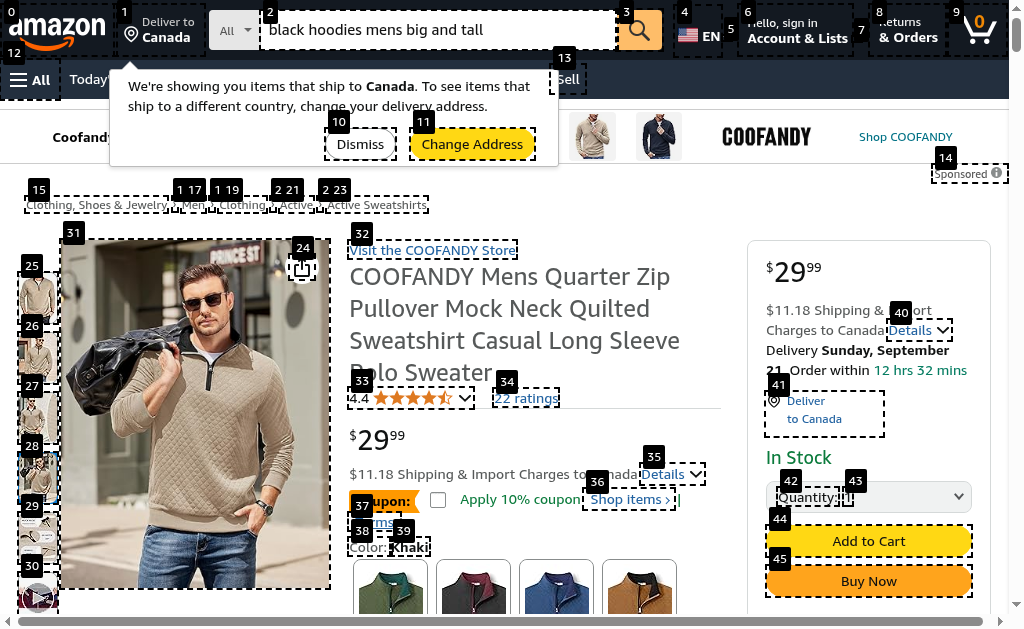 0
1
2
3
4
5
6
7
8
9
amazon
Deliver to
Canada
All
black hoodies mens big and tall
EN
Hello, sign in
Account & Lists
Returns
& Orders
0
12
All
Today'
13
Sell
We're showing you items that ship to Canada. To see items that
ship to a different country, change your delivery address.
10
Dismiss
11
Change Address
Coofandy
COOFANDY
Shop COOFANDY
14
Sponsored
15
1 17
1 19
2 21
2 23
Clothing, Shoes & Jewelry › Men › Clothing › Active › Active Sweatshirts
31
24
PRINCE ST
25
26
27
28
29
30
32
Visit the COOFANDY Store
COOFANDY Mens Quarter Zip
Pullover Mock Neck Quilted
Sweatshirt Casual Long Sleeve
Polo Sweater
33
34
4.4
22 ratings
$29.99
35
$11.18 Shipping & Import Charges to Canada Details
36
Coupon:
Apply 10% coupon
Shop items ›
|
37
Terms
38
39
Color: Khaki
$29.99
40
$11.18 Shipping & Import
Charges to Canada Details
Delivery Sunday, September
21. Order within 12 hrs 32 mins
41
Deliver
to Canada
In Stock
42
43
Quantity: 1
44
Add to Cart
45
Buy Now